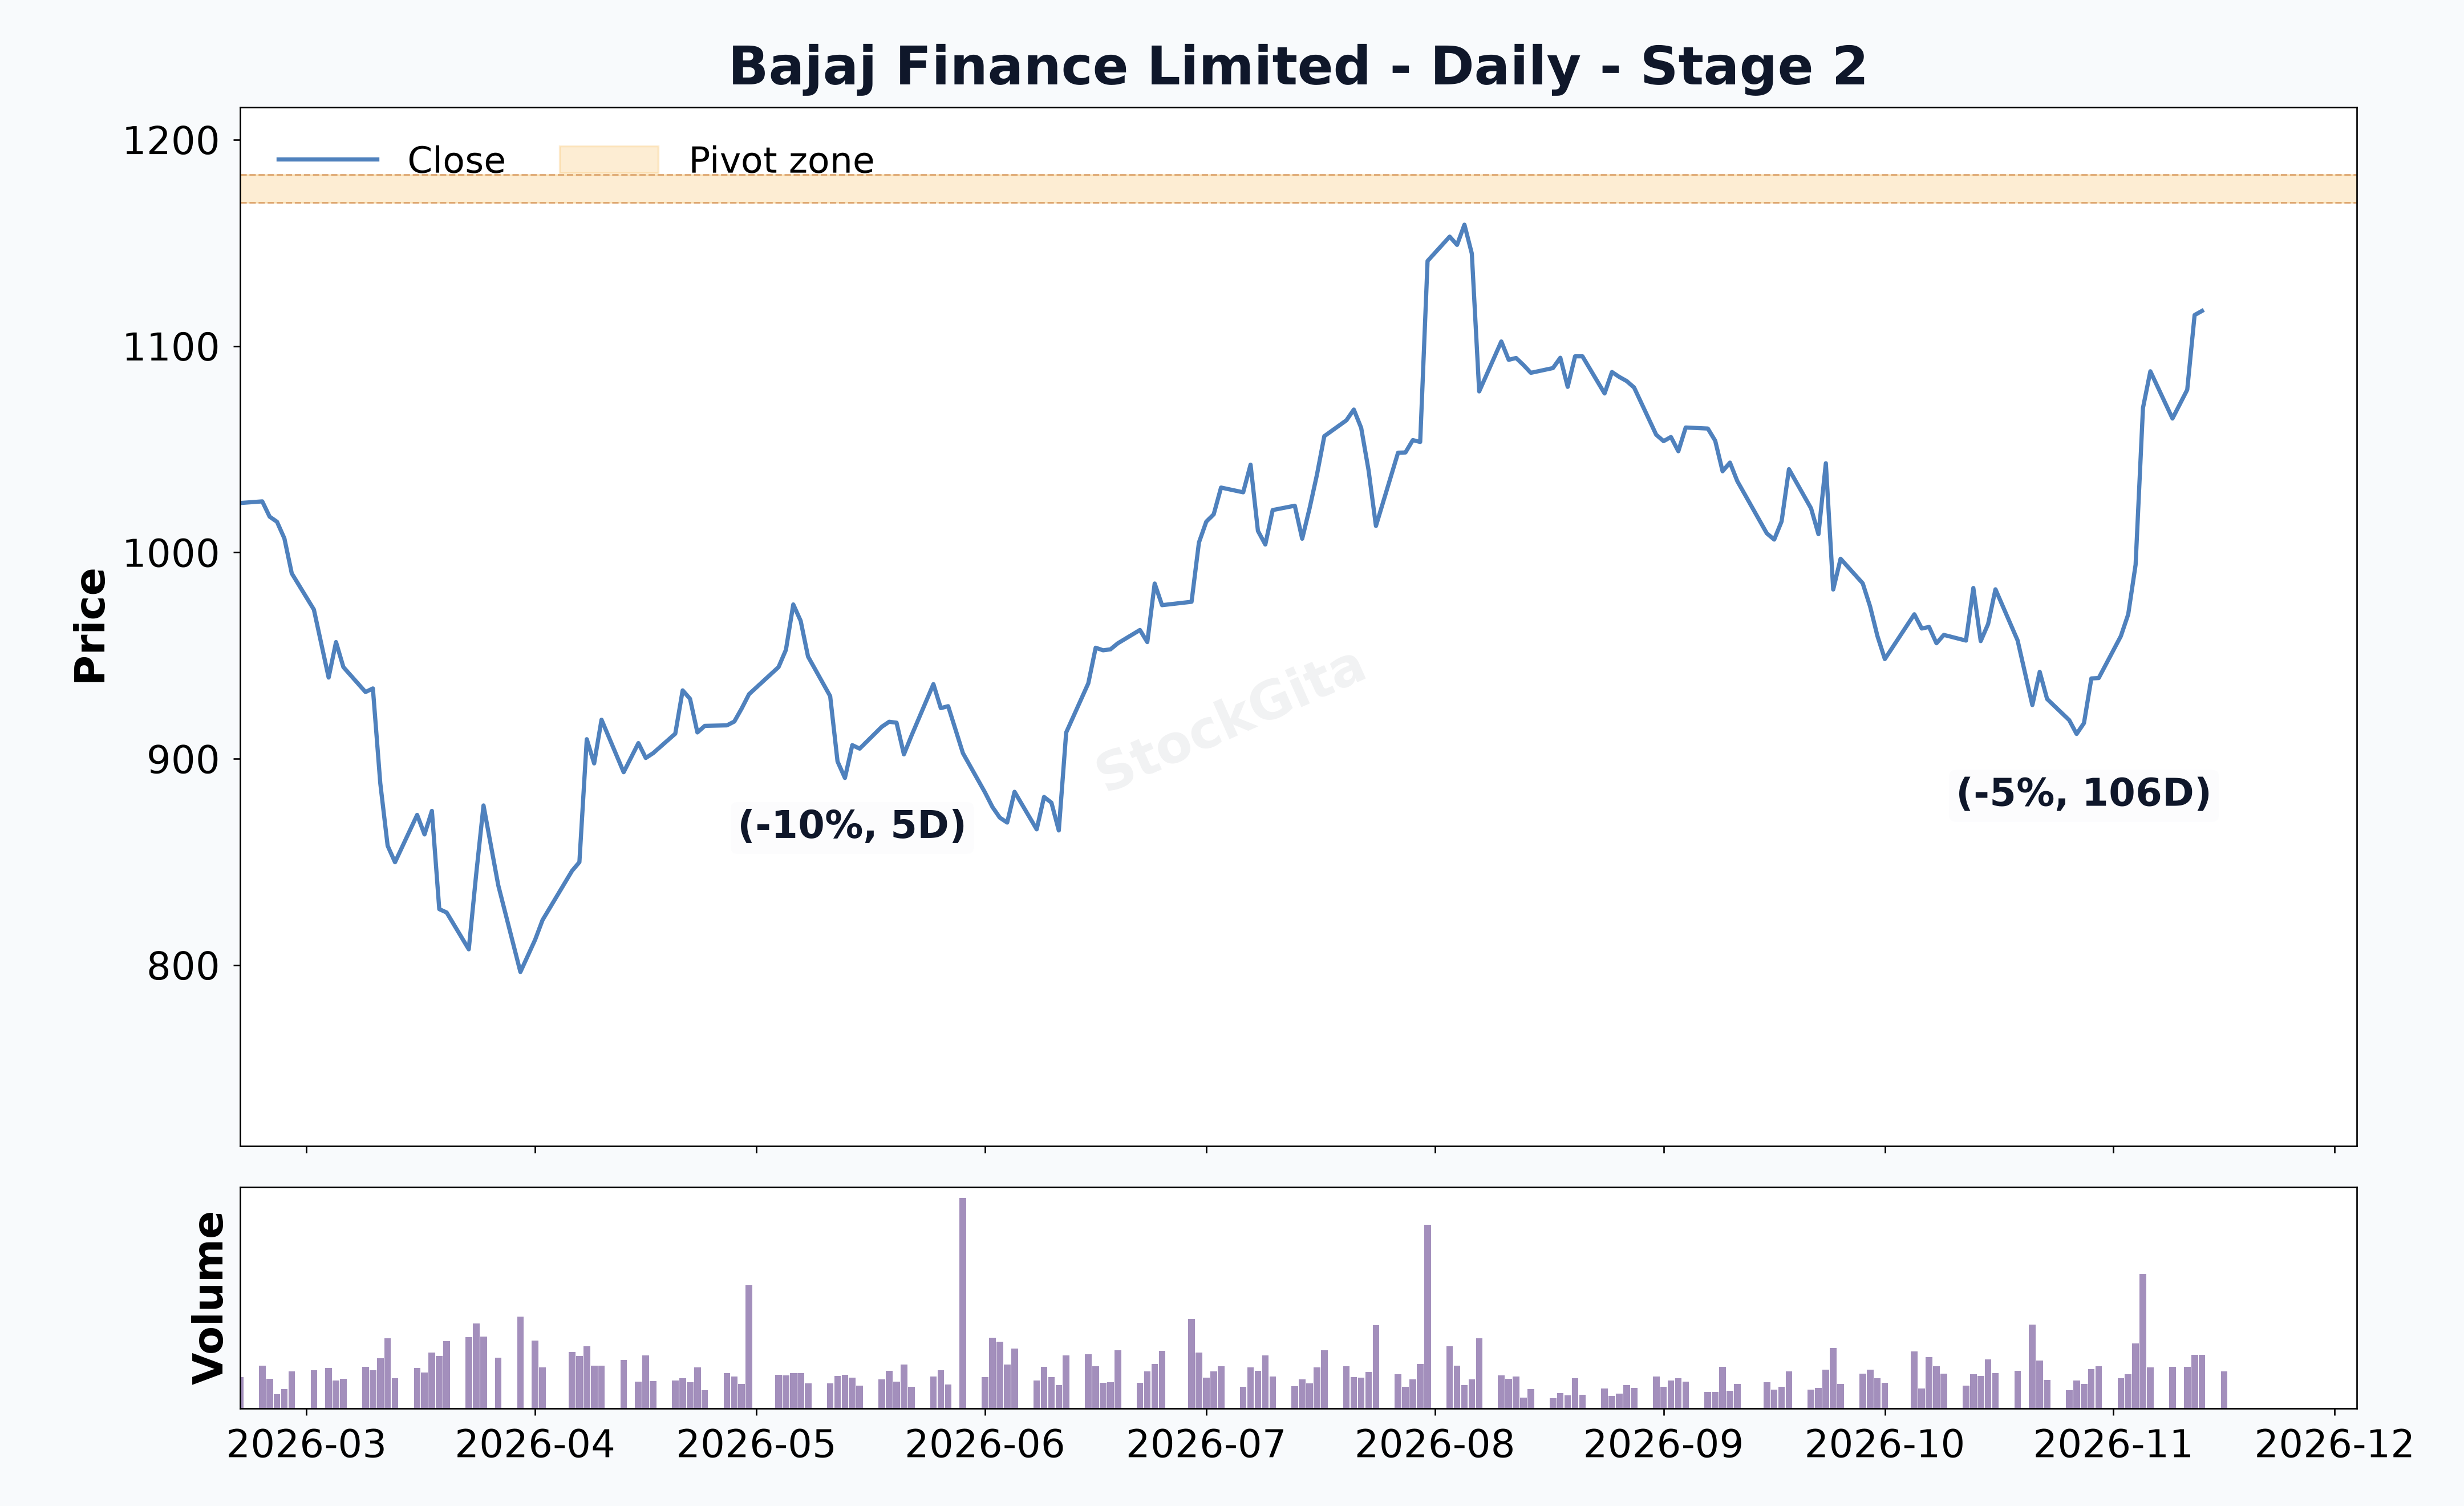 Bajaj Finance Limited - Daily - Stage 2
Close
Pivot zone
1200
1100
1000
900
800
Price
StockGita
(-10%, 5D)
(-5%, 106D)
Volume
2026-03
2026-04
2026-05
2026-06
2026-07
2026-08
2026-09
2026-10
2026-11
2026-12